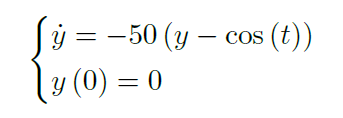 ẏ = −50 (y − cos (t))
y (0) = 0